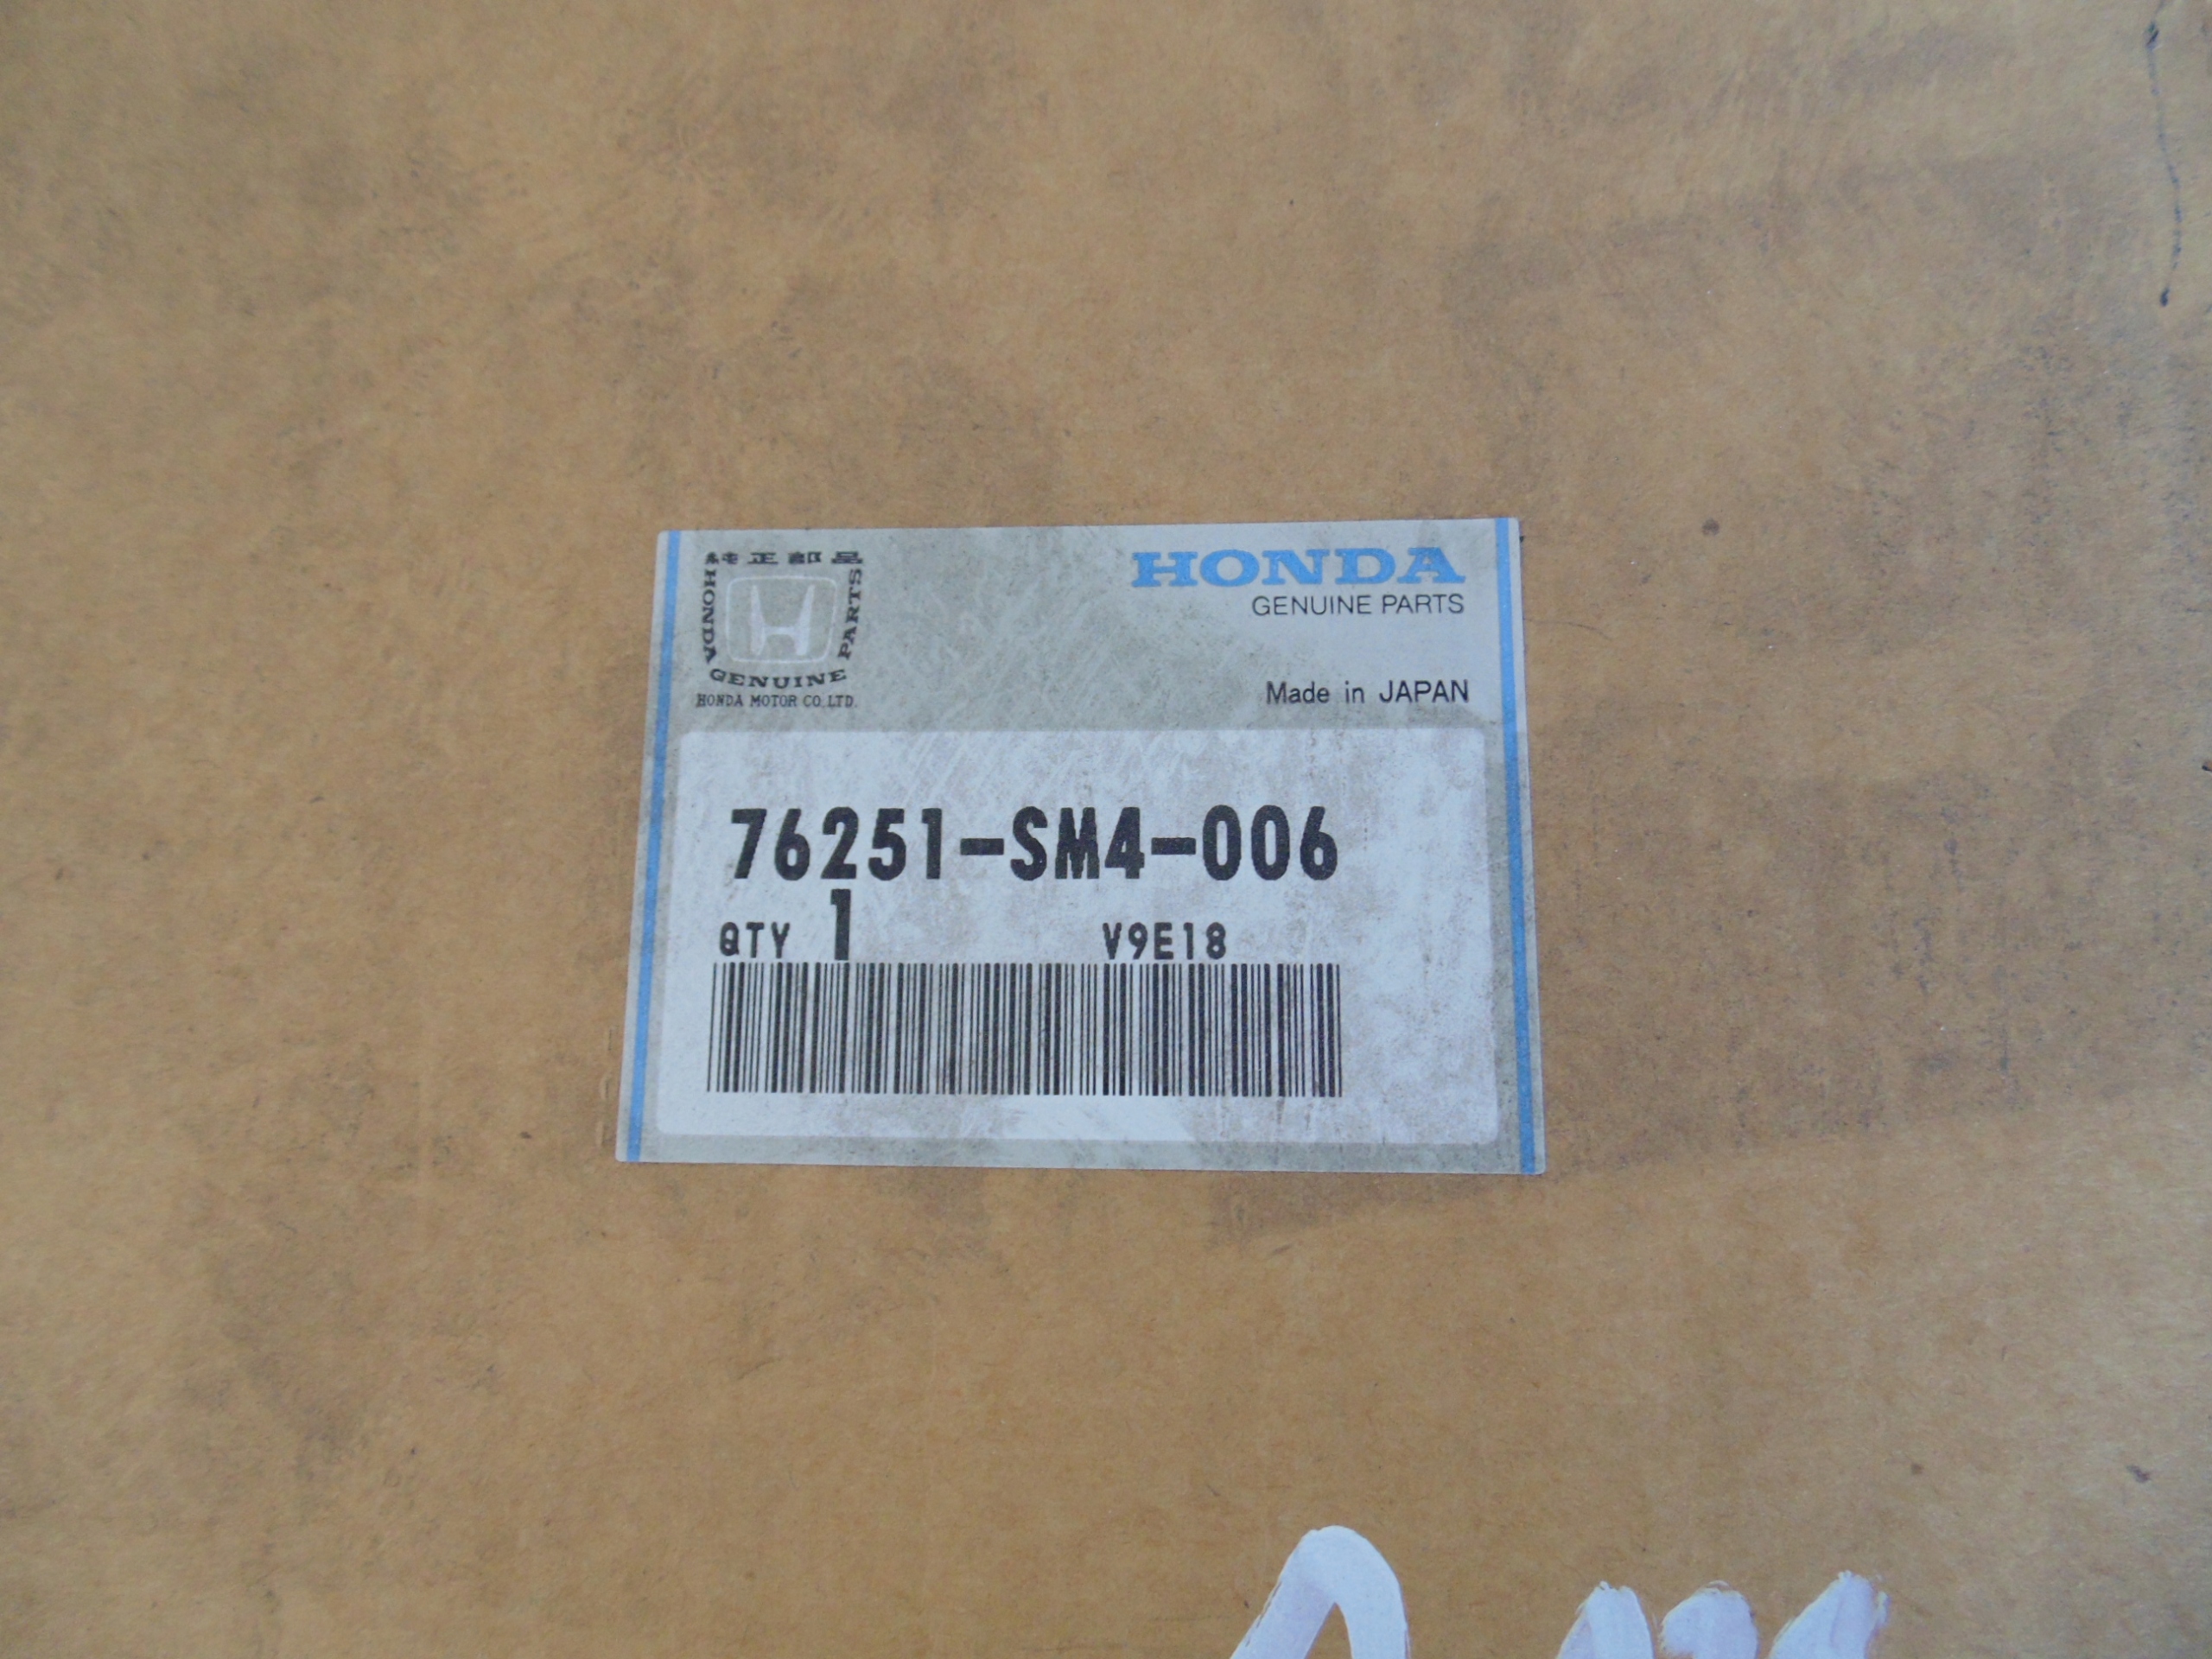 純正部品
HONDA GENUINE PARTS
HONDA MOTOR CO.,LTD.
HONDA
GENUINE PARTS
Made in JAPAN
76251-SM4-006
QTY 1 V9E18